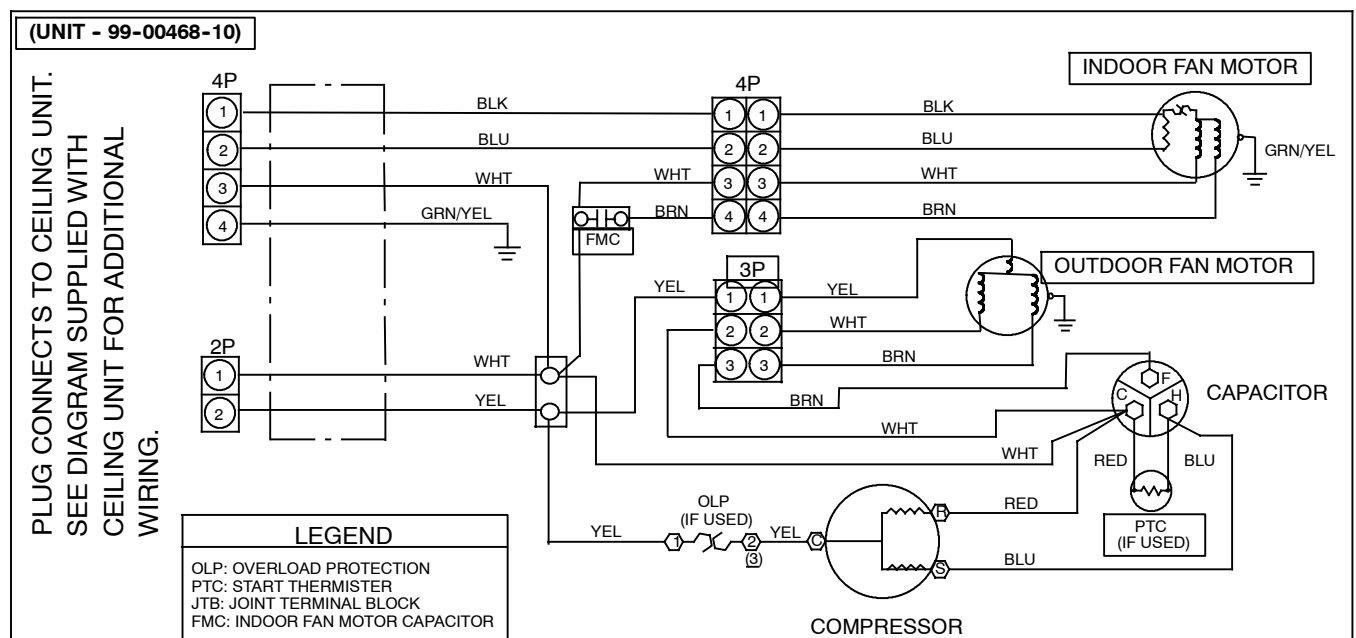 (UNIT - 99-00468-10)
PLUG CONNECTS TO CEILING UNIT.
SEE DIAGRAM SUPPLIED WITH
CEILING UNIT FOR ADDITIONAL
WIRING.
4P
1
2
3
4
BLK
BLU
WHT
GRN/YEL
2P
1
2
WHT
YEL
WHT
BRN
FMC
4P
1 1
2 2
3 3
4 4
BLK
BLU
WHT
BRN
INDOOR FAN MOTOR
GRN/YEL
YEL
3P
1 1
2 2
3 3
YEL
WHT
BRN
OUTDOOR FAN MOTOR
BRN
WHT
WHT
C
F
H
CAPACITOR
RED
BLU
PTC
(IF USED)
YEL
OLP
(IF USED)
1
2
(3)
YEL
C
R
S
RED
BLU
COMPRESSOR
LEGEND
OLP: OVERLOAD PROTECTION
PTC: START THERMISTER
JTB: JOINT TERMINAL BLOCK
FMC: INDOOR FAN MOTOR CAPACITOR